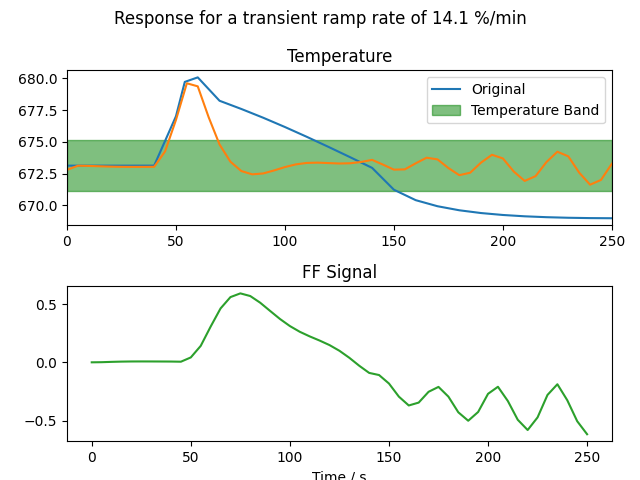 Response for a transient ramp rate of 14.1 %/min
Temperature
680.0
677.5
675.0
672.5
670.0
Original
Temperature Band
0 50 100 150 200 250
FF Signal
0.5
0.0
−0.5
0 50 100 150 200 250
Time / s